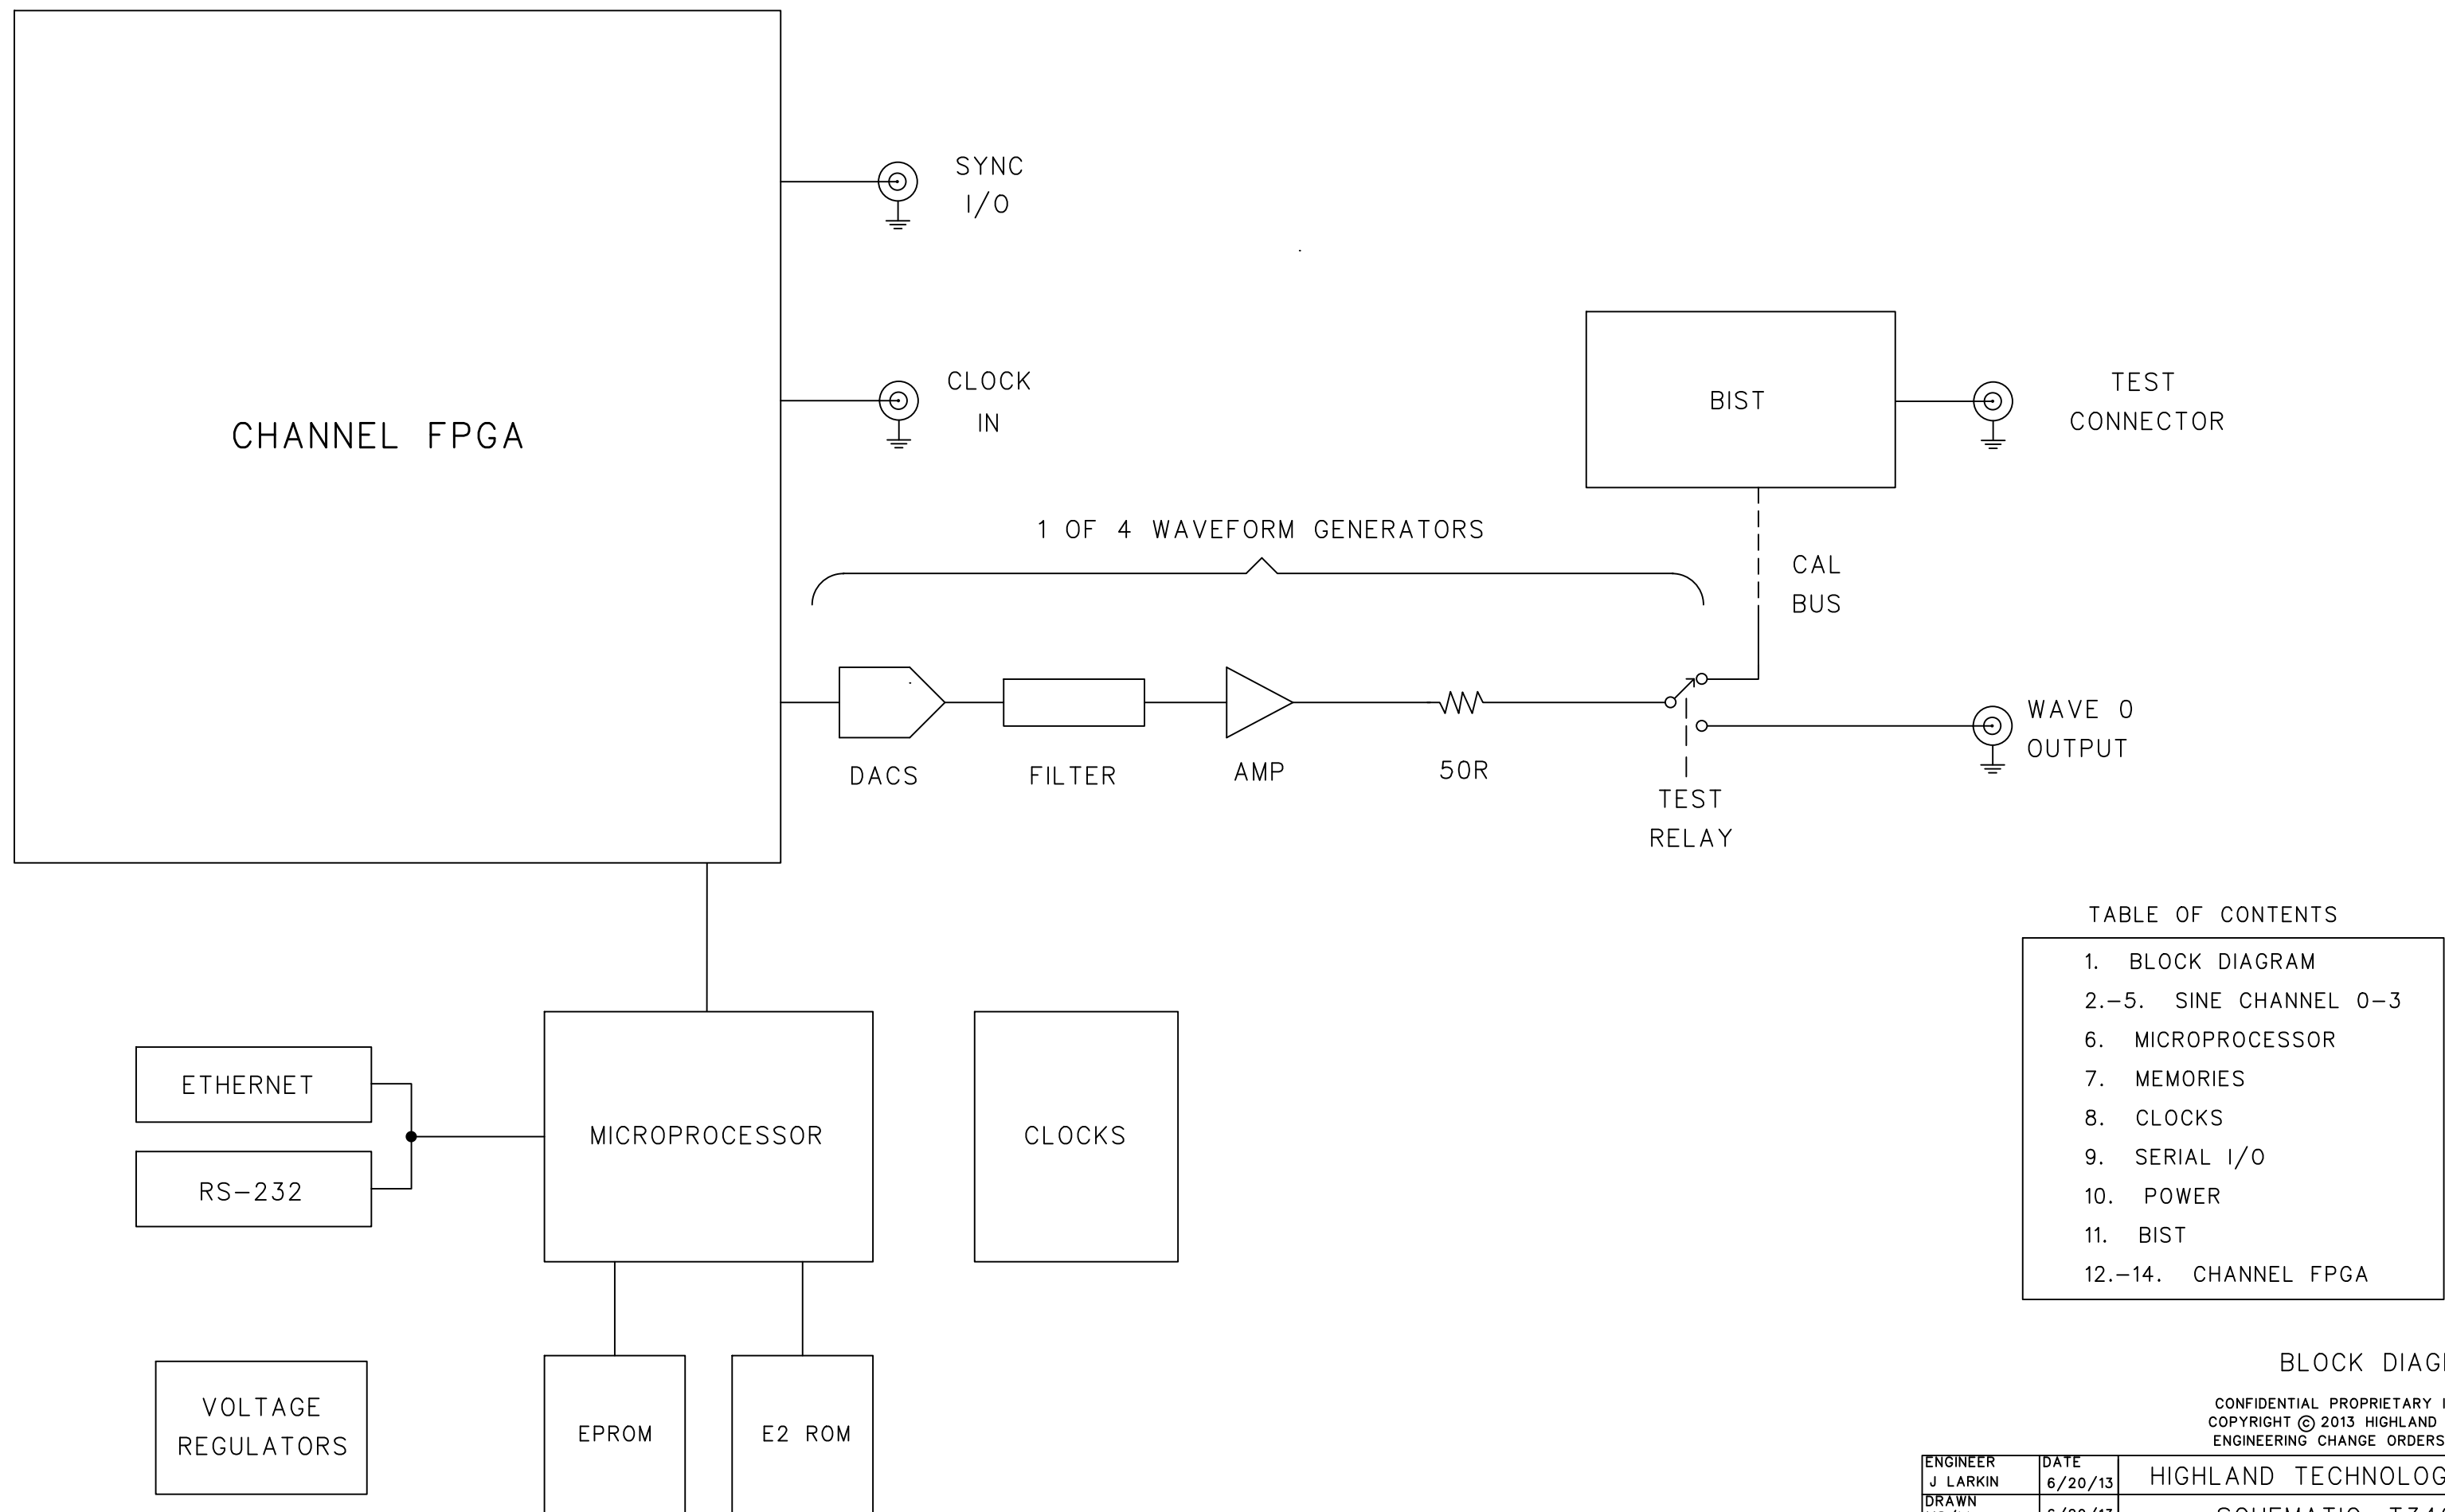 SYNC
I/O
CLOCK
IN
CHANNEL FPGA
BIST
TEST
CONNECTOR
1 OF 4 WAVEFORM GENERATORS
CAL
BUS
WAVE 0
OUTPUT
DACS
FILTER
AMP
50R
TEST
RELAY
TABLE OF CONTENTS
1. BLOCK DIAGRAM
2.-5. SINE CHANNEL 0-3
6. MICROPROCESSOR
7. MEMORIES
8. CLOCKS
9. SERIAL I/O
10. POWER
11. BIST
12.-14. CHANNEL FPGA
ETHERNET
RS-232
MICROPROCESSOR
CLOCKS
VOLTAGE
REGULATORS
EPROM
E2 ROM
BLOCK DIAG
CONFIDENTIAL PROPRIETARY
COPYRIGHT © 2013 HIGHLAND
ENGINEERING CHANGE ORDERS
ENGINEER
J LARKIN
DATE
6/20/13
HIGHLAND TECHNOLOG
DRAWN